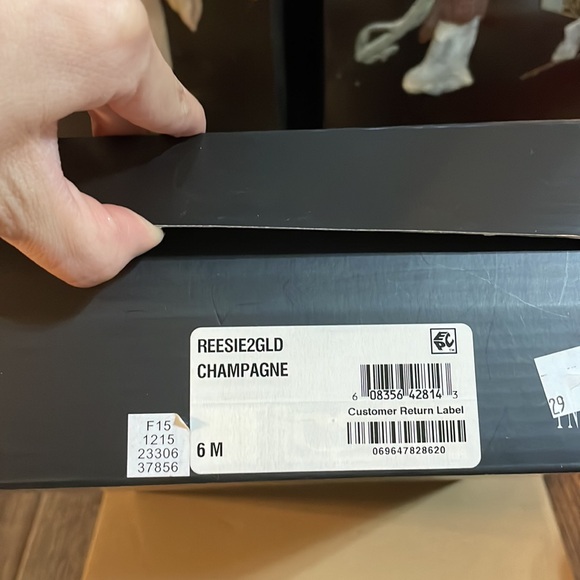 REESIE2GLD
CHAMPAGNE
6 08356 42814 3
Customer Return Label
069647828620
6 M
F15
1215
23306
37856
29